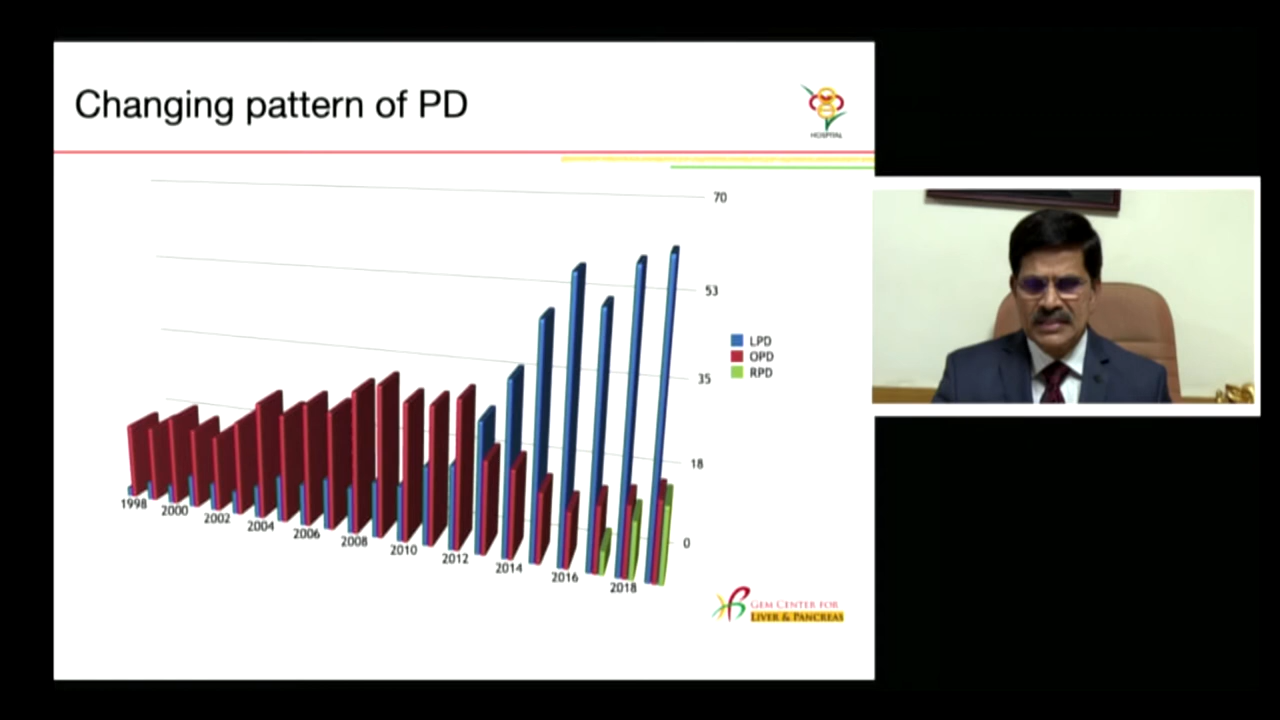 Changing pattern of PD
HOSPITAL
70
53
35
18
0
LPD
OPD
RPD
1998
2000
2002
2004
2006
2008
2010
2012
2014
2016
2018
GEM CENTER FOR
LIVER & PANCREAS